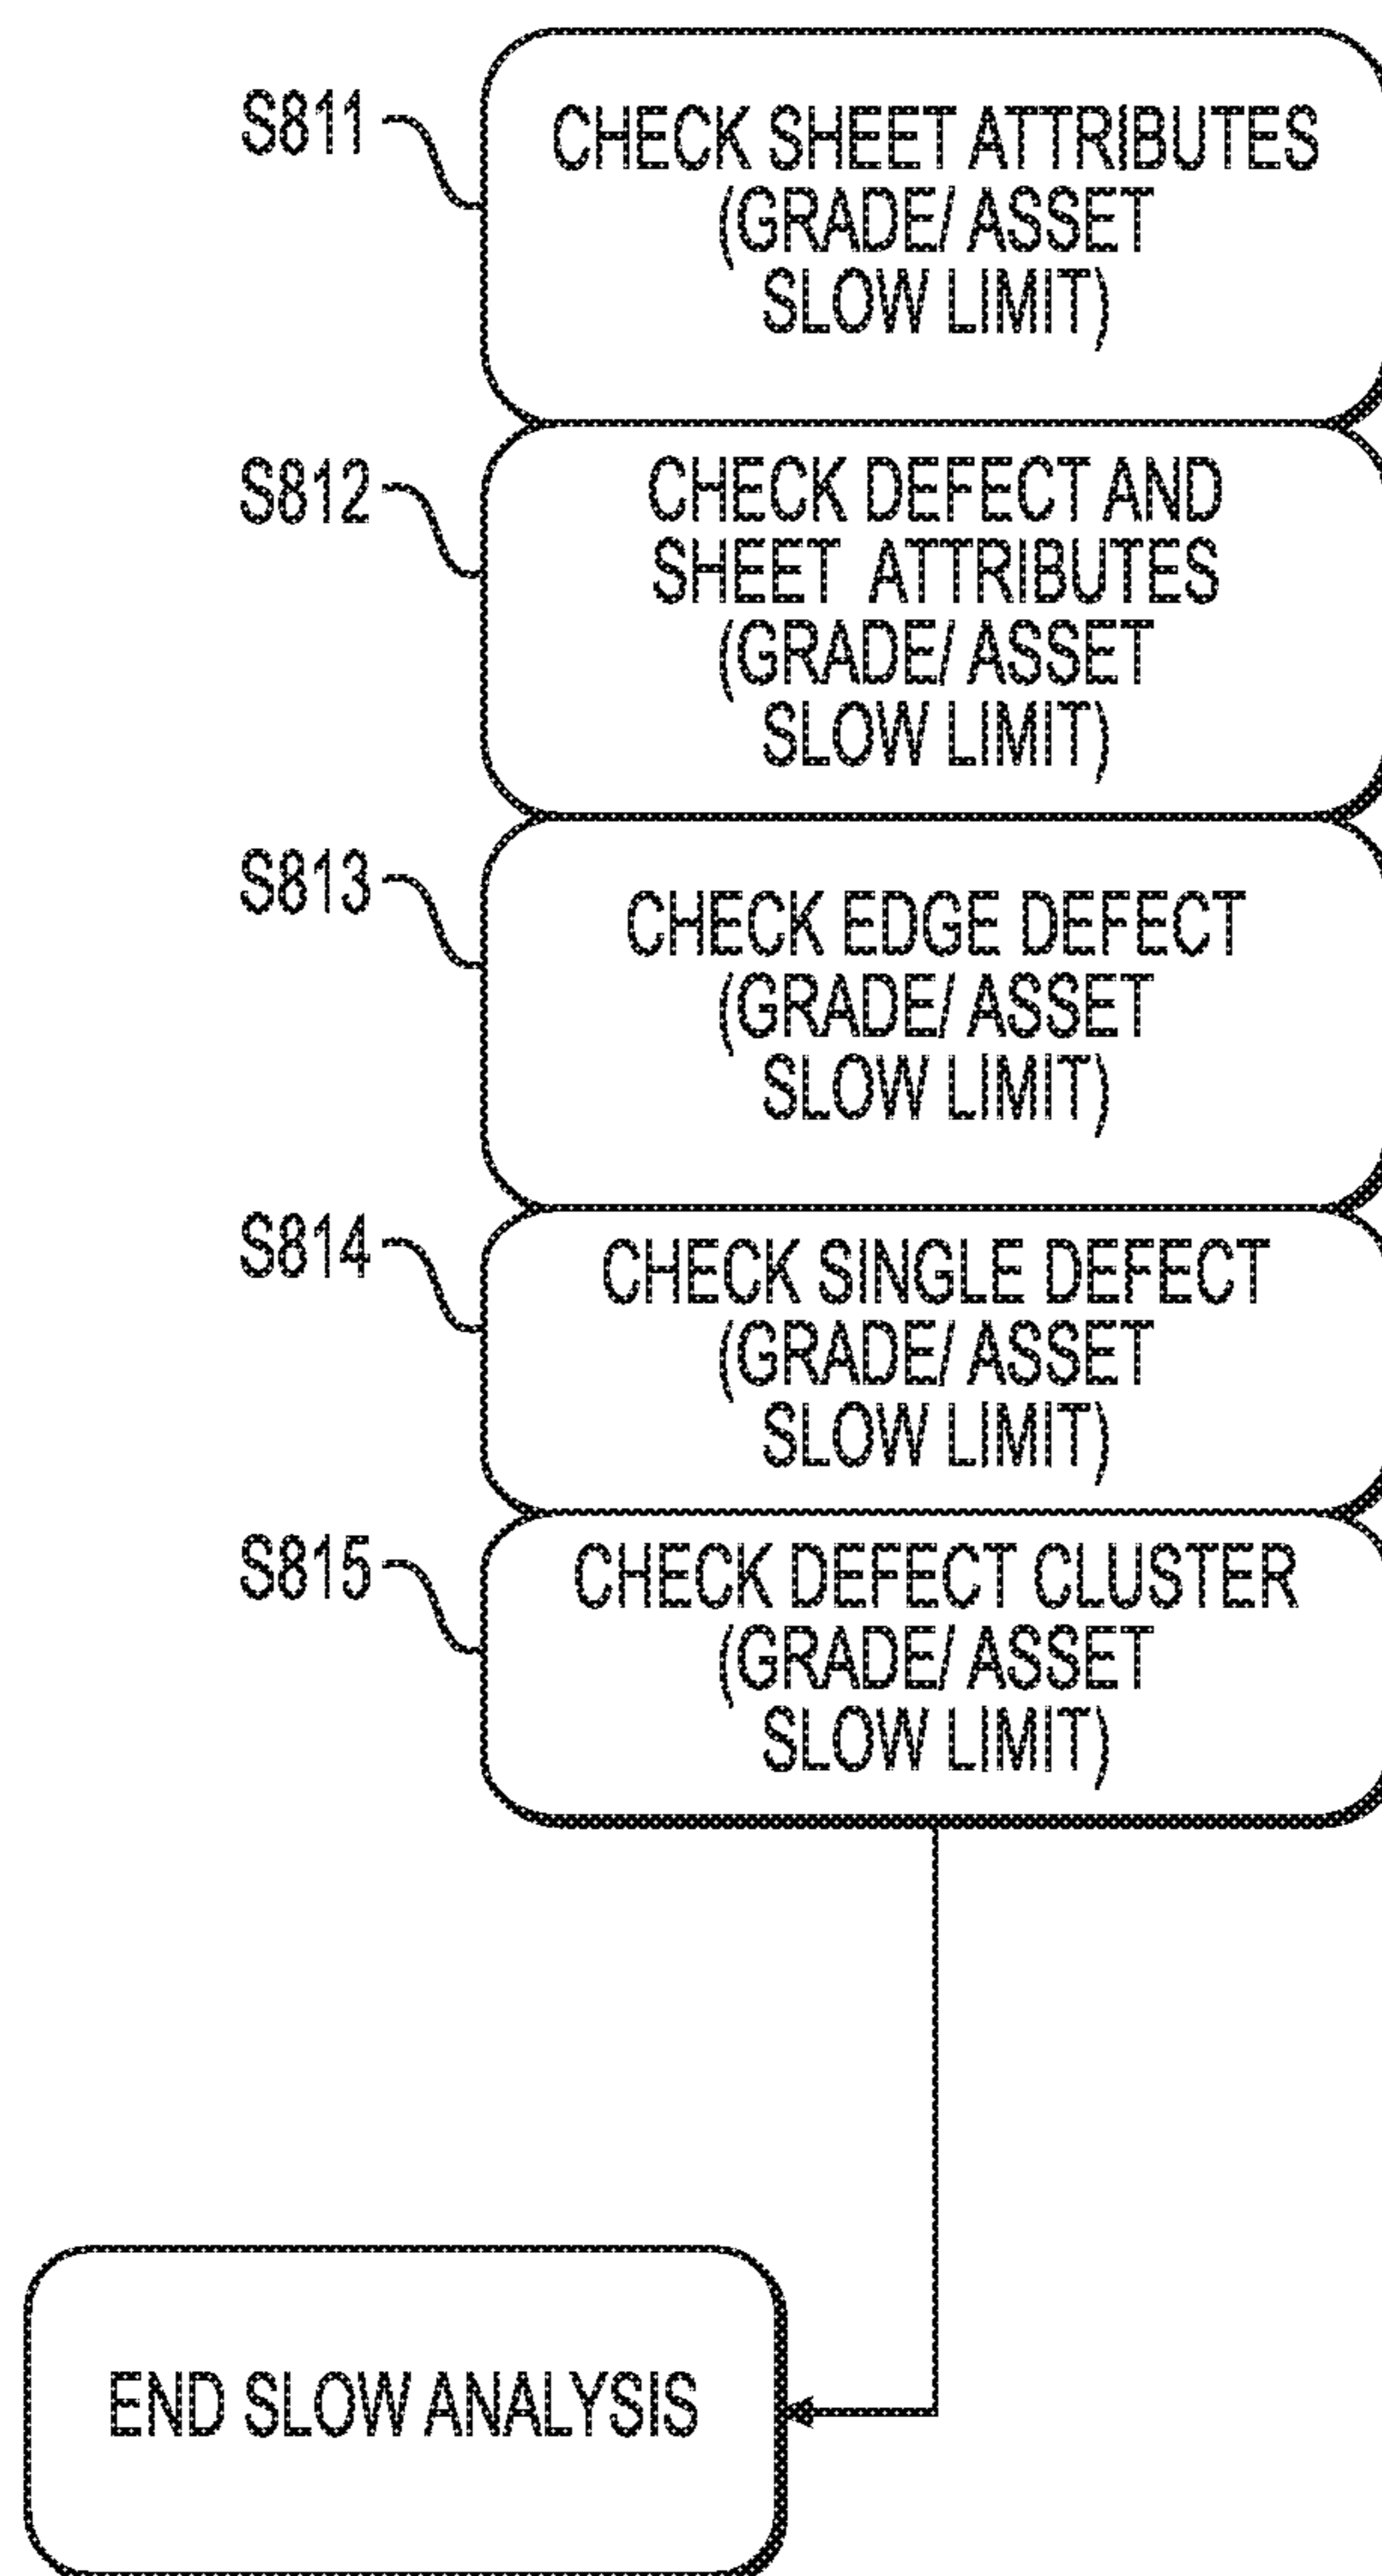 S811
CHECK SHEET ATTRIBUTES
(GRADE/ ASSET
SLOW LIMIT)
S812
CHECK DEFECT AND
SHEET ATTRIBUTES
(GRADE/ ASSET
SLOW LIMIT)
S813
CHECK EDGE DEFECT
(GRADE/ ASSET
SLOW LIMIT)
S814
CHECK SINGLE DEFECT
(GRADE/ ASSET
SLOW LIMIT)
S815
CHECK DEFECT CLUSTER
(GRADE/ ASSET
SLOW LIMIT)
END SLOW ANALYSIS